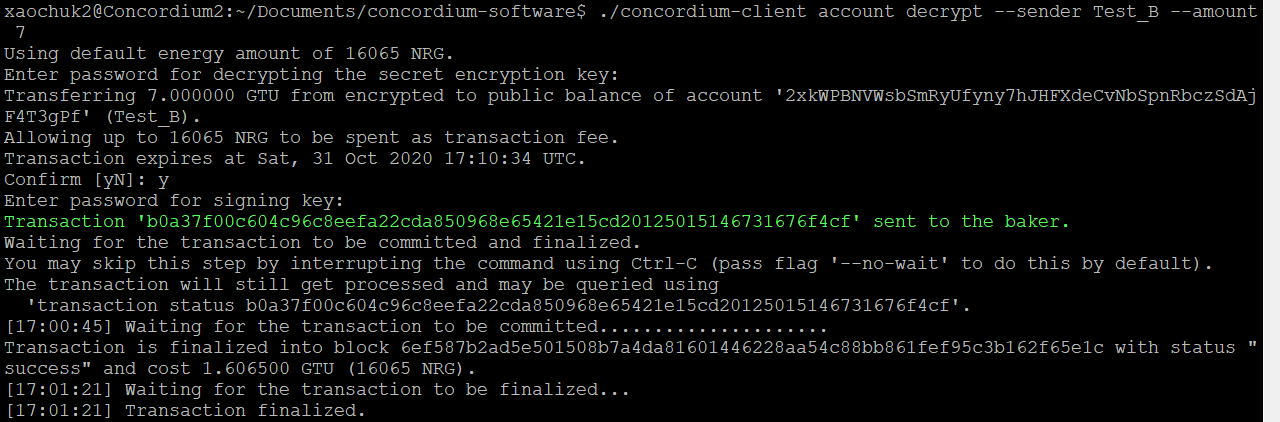 xaochuk2@Concordium2:~/Documents/concordium-software$ ./concordium-client account decrypt --sender Test_B --amount
 7
Using default energy amount of 16065 NRG.
Enter password for decrypting the secret encryption key:
Transferring 7.000000 GTU from encrypted to public balance of account '2xkWPBNVWsbSmRyUfyny7hJHFXdeCvNbSpnRbczSdAj
F4T3gPf' (Test_B).
Allowing up to 16065 NRG to be spent as transaction fee.
Transaction expires at Sat, 31 Oct 2020 17:10:34 UTC.
Confirm [yN]: y
Enter password for signing key:
Transaction 'b0a37f00c604c96c8eefa22cda850968e65421e15cd20125015146731676f4cf' sent to the baker.
Waiting for the transaction to be committed and finalized.
You may skip this step by interrupting the command using Ctrl-C (pass flag '--no-wait' to do this by default).
The transaction will still get processed and may be queried using
  'transaction status b0a37f00c604c96c8eefa22cda850968e65421e15cd20125015146731676f4cf'.
[17:00:45] Waiting for the transaction to be committed.....................
Transaction is finalized into block 6ef587b2ad5e501508b7a4da81601446228aa54c88bb861fef95c3b162f65e1c with status "
success" and cost 1.606500 GTU (16065 NRG).
[17:01:21] Waiting for the transaction to be finalized...
[17:01:21] Transaction finalized.